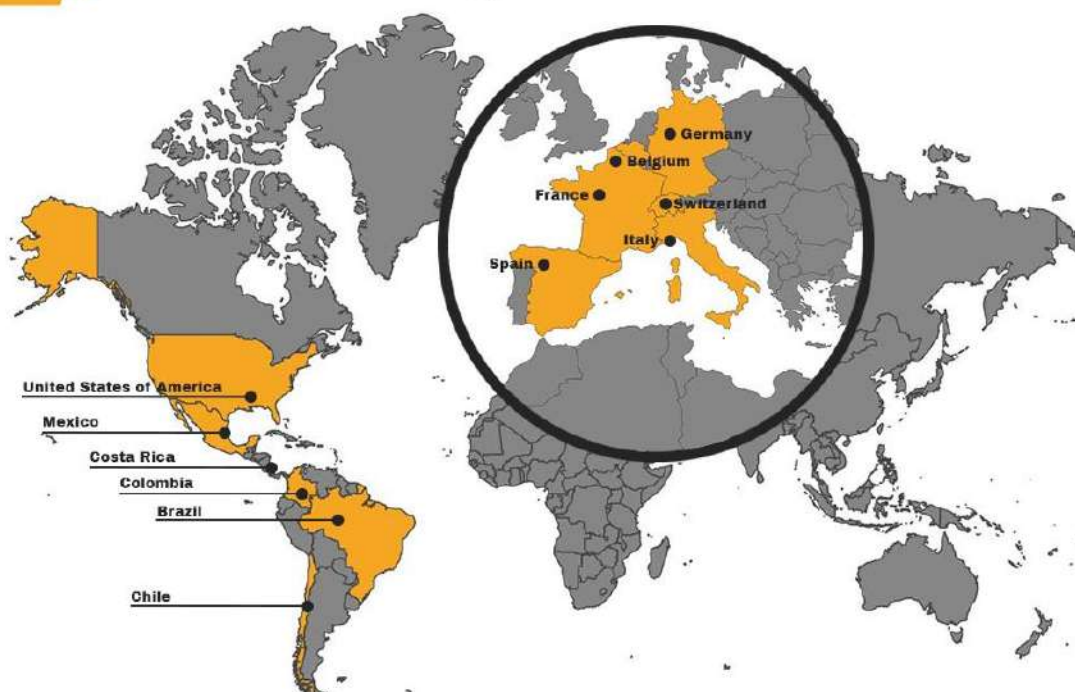 Germany
Belgium
France
Switzerland
Italy
Spain
United States of America
Mexico
Costa Rica
Colombia
Brazil
Chile